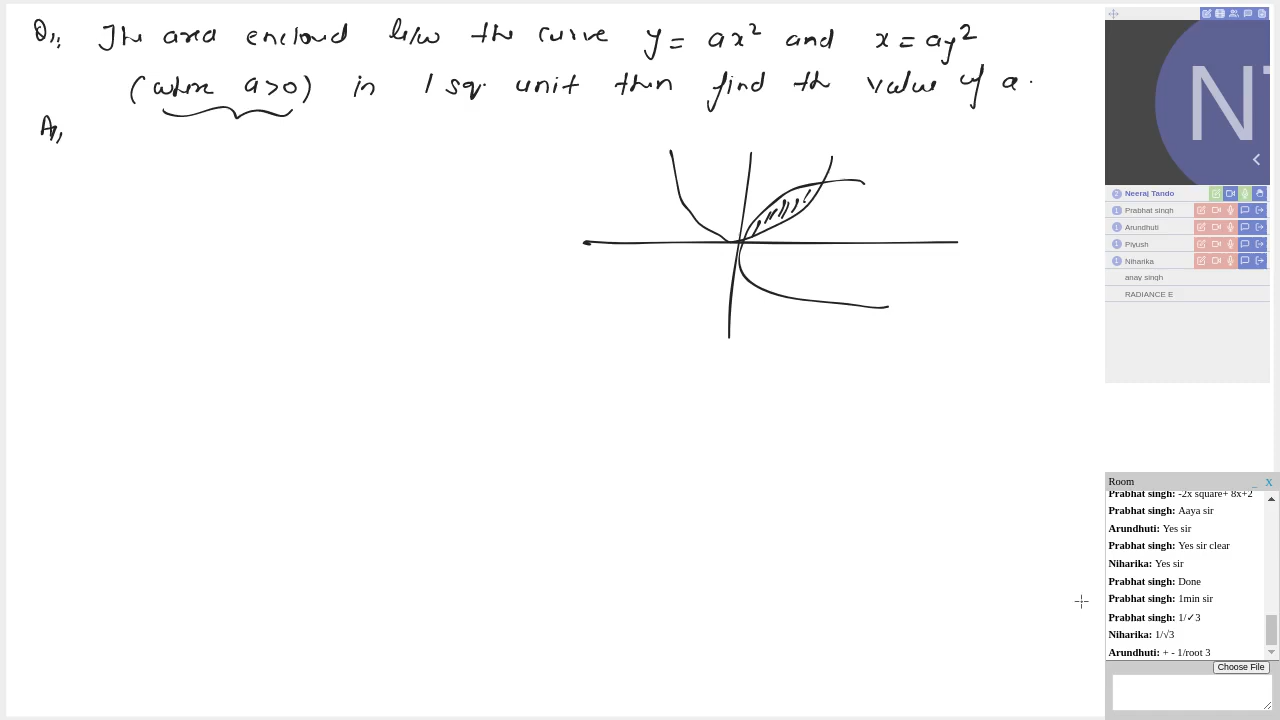 Q1: The area enclosed b/w the curve y = ax² and x = ay²
(where a>0) is 1 sq. unit then find the value of a.
A1)
NT
Neeraj Tando
Prabhat singh
Arundhuti
Piyush
Niharika
anay singh
RADIANCE E
Room
_ X
Prabhat singh: -2x square+ 8x+2
Prabhat singh: Aaya sir
Arundhuti: Yes sir
Prabhat singh: Yes sir clear
Niharika: Yes sir
Prabhat singh: Done
Prabhat singh: 1min sir
Prabhat singh: 1/✓3
Niharika: 1/√3
Arundhuti: + - 1/root 3
Choose File